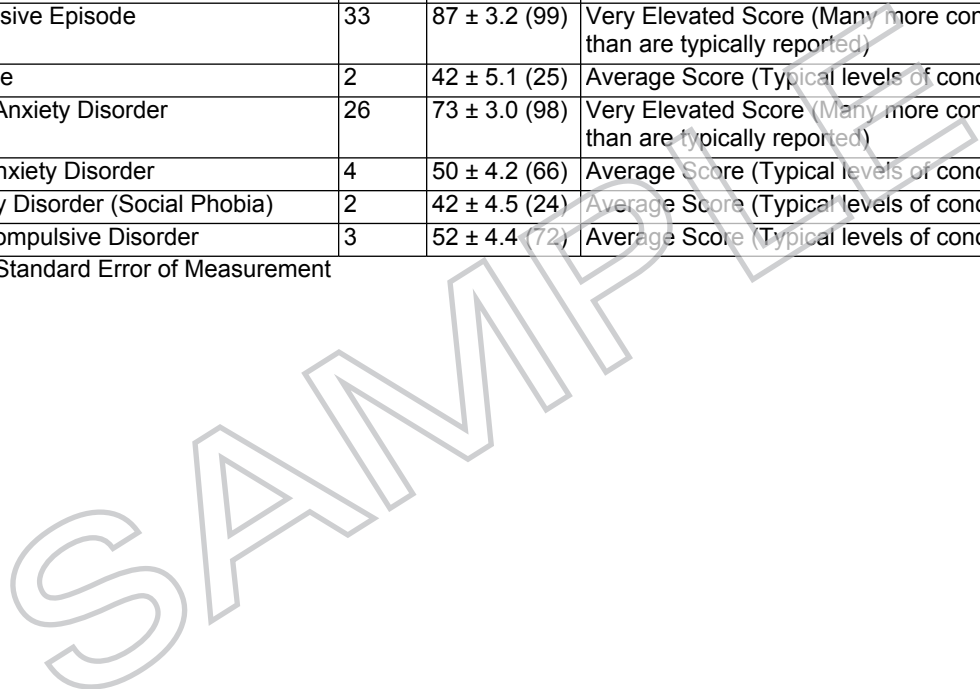 sive Episode 33 87 ± 3.2 (99) Very Elevated Score (Many more con
than are typically reported)
e 2 42 ± 5.1 (25) Average Score (Typical levels of cond
Anxiety Disorder 26 73 ± 3.0 (98) Very Elevated Score (Many more con
than are typically reported)
nxiety Disorder 4 50 ± 4.2 (66) Average Score (Typical levels of cond
y Disorder (Social Phobia) 2 42 ± 4.5 (24) Average Score (Typical levels of cond
ompulsive Disorder 3 52 ± 4.4 (72) Average Score (Typical levels of cond
Standard Error of Measurement
SAMPLE